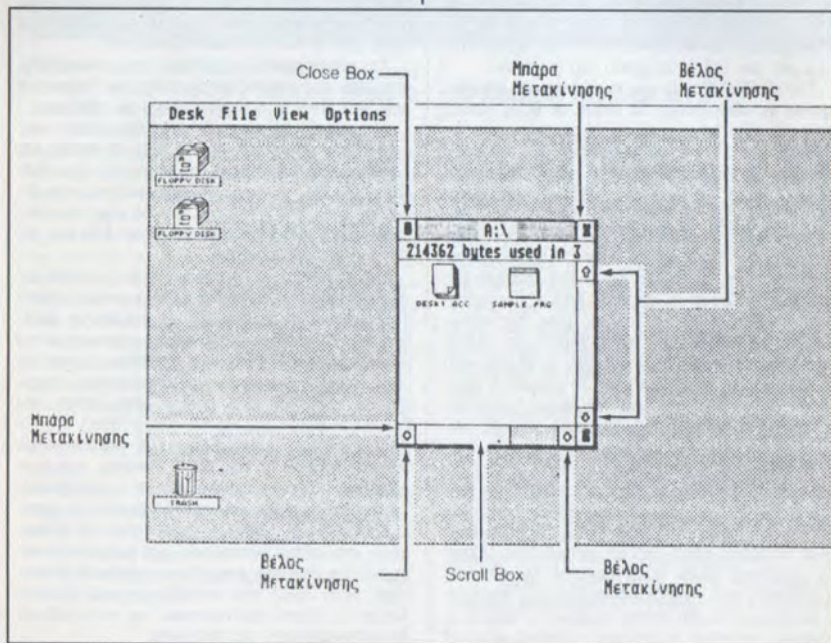 Close Box
Μπάρα
Μετακίνησης
Βέλος
Μετακίνησης
Desk File View Options
FLOPPY DISK
FLOPPY DISK
A:\
214362 bytes used in 3
DESK1.ACC
SAMPLE.PRG
Μπάρα
Μετακίνησης
TRASH
Βέλος
Μετακίνησης
Scroll Box
Βέλος
Μετακίνησης